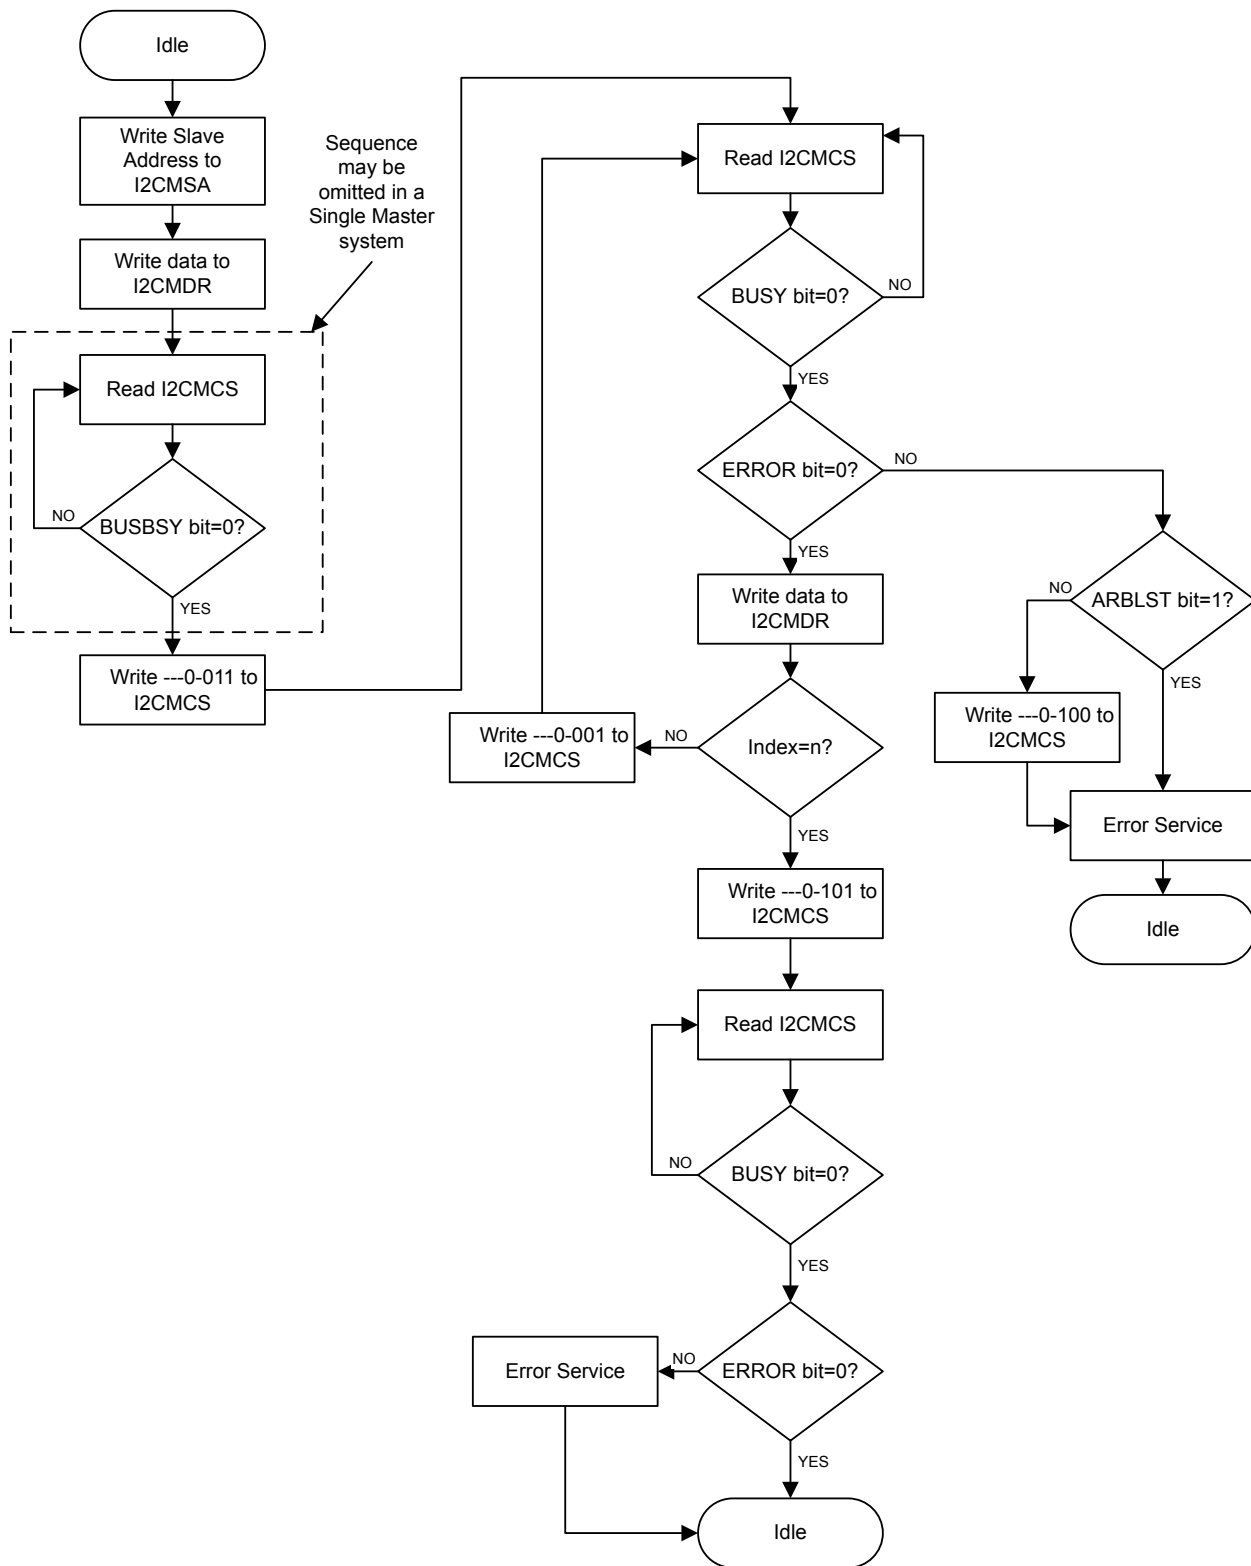 Idle
Write Slave
Address to
I2CMSA
Write data to
I2CMDR
Sequence
may be
omitted in a
Single Master
system
Read I2CMCS
BUSBSY bit=0?
NO
YES
Write ---0-011 to
I2CMCS
Read I2CMCS
BUSY bit=0?
NO
YES
ERROR bit=0?
NO
YES
Write data to
I2CMDR
ARBLST bit=1?
NO
YES
Write ---0-100 to
I2CMCS
Error Service
Idle
Index=n?
NO
Write ---0-001 to
I2CMCS
YES
Write ---0-101 to
I2CMCS
Read I2CMCS
BUSY bit=0?
NO
YES
ERROR bit=0?
NO
Error Service
YES
Idle